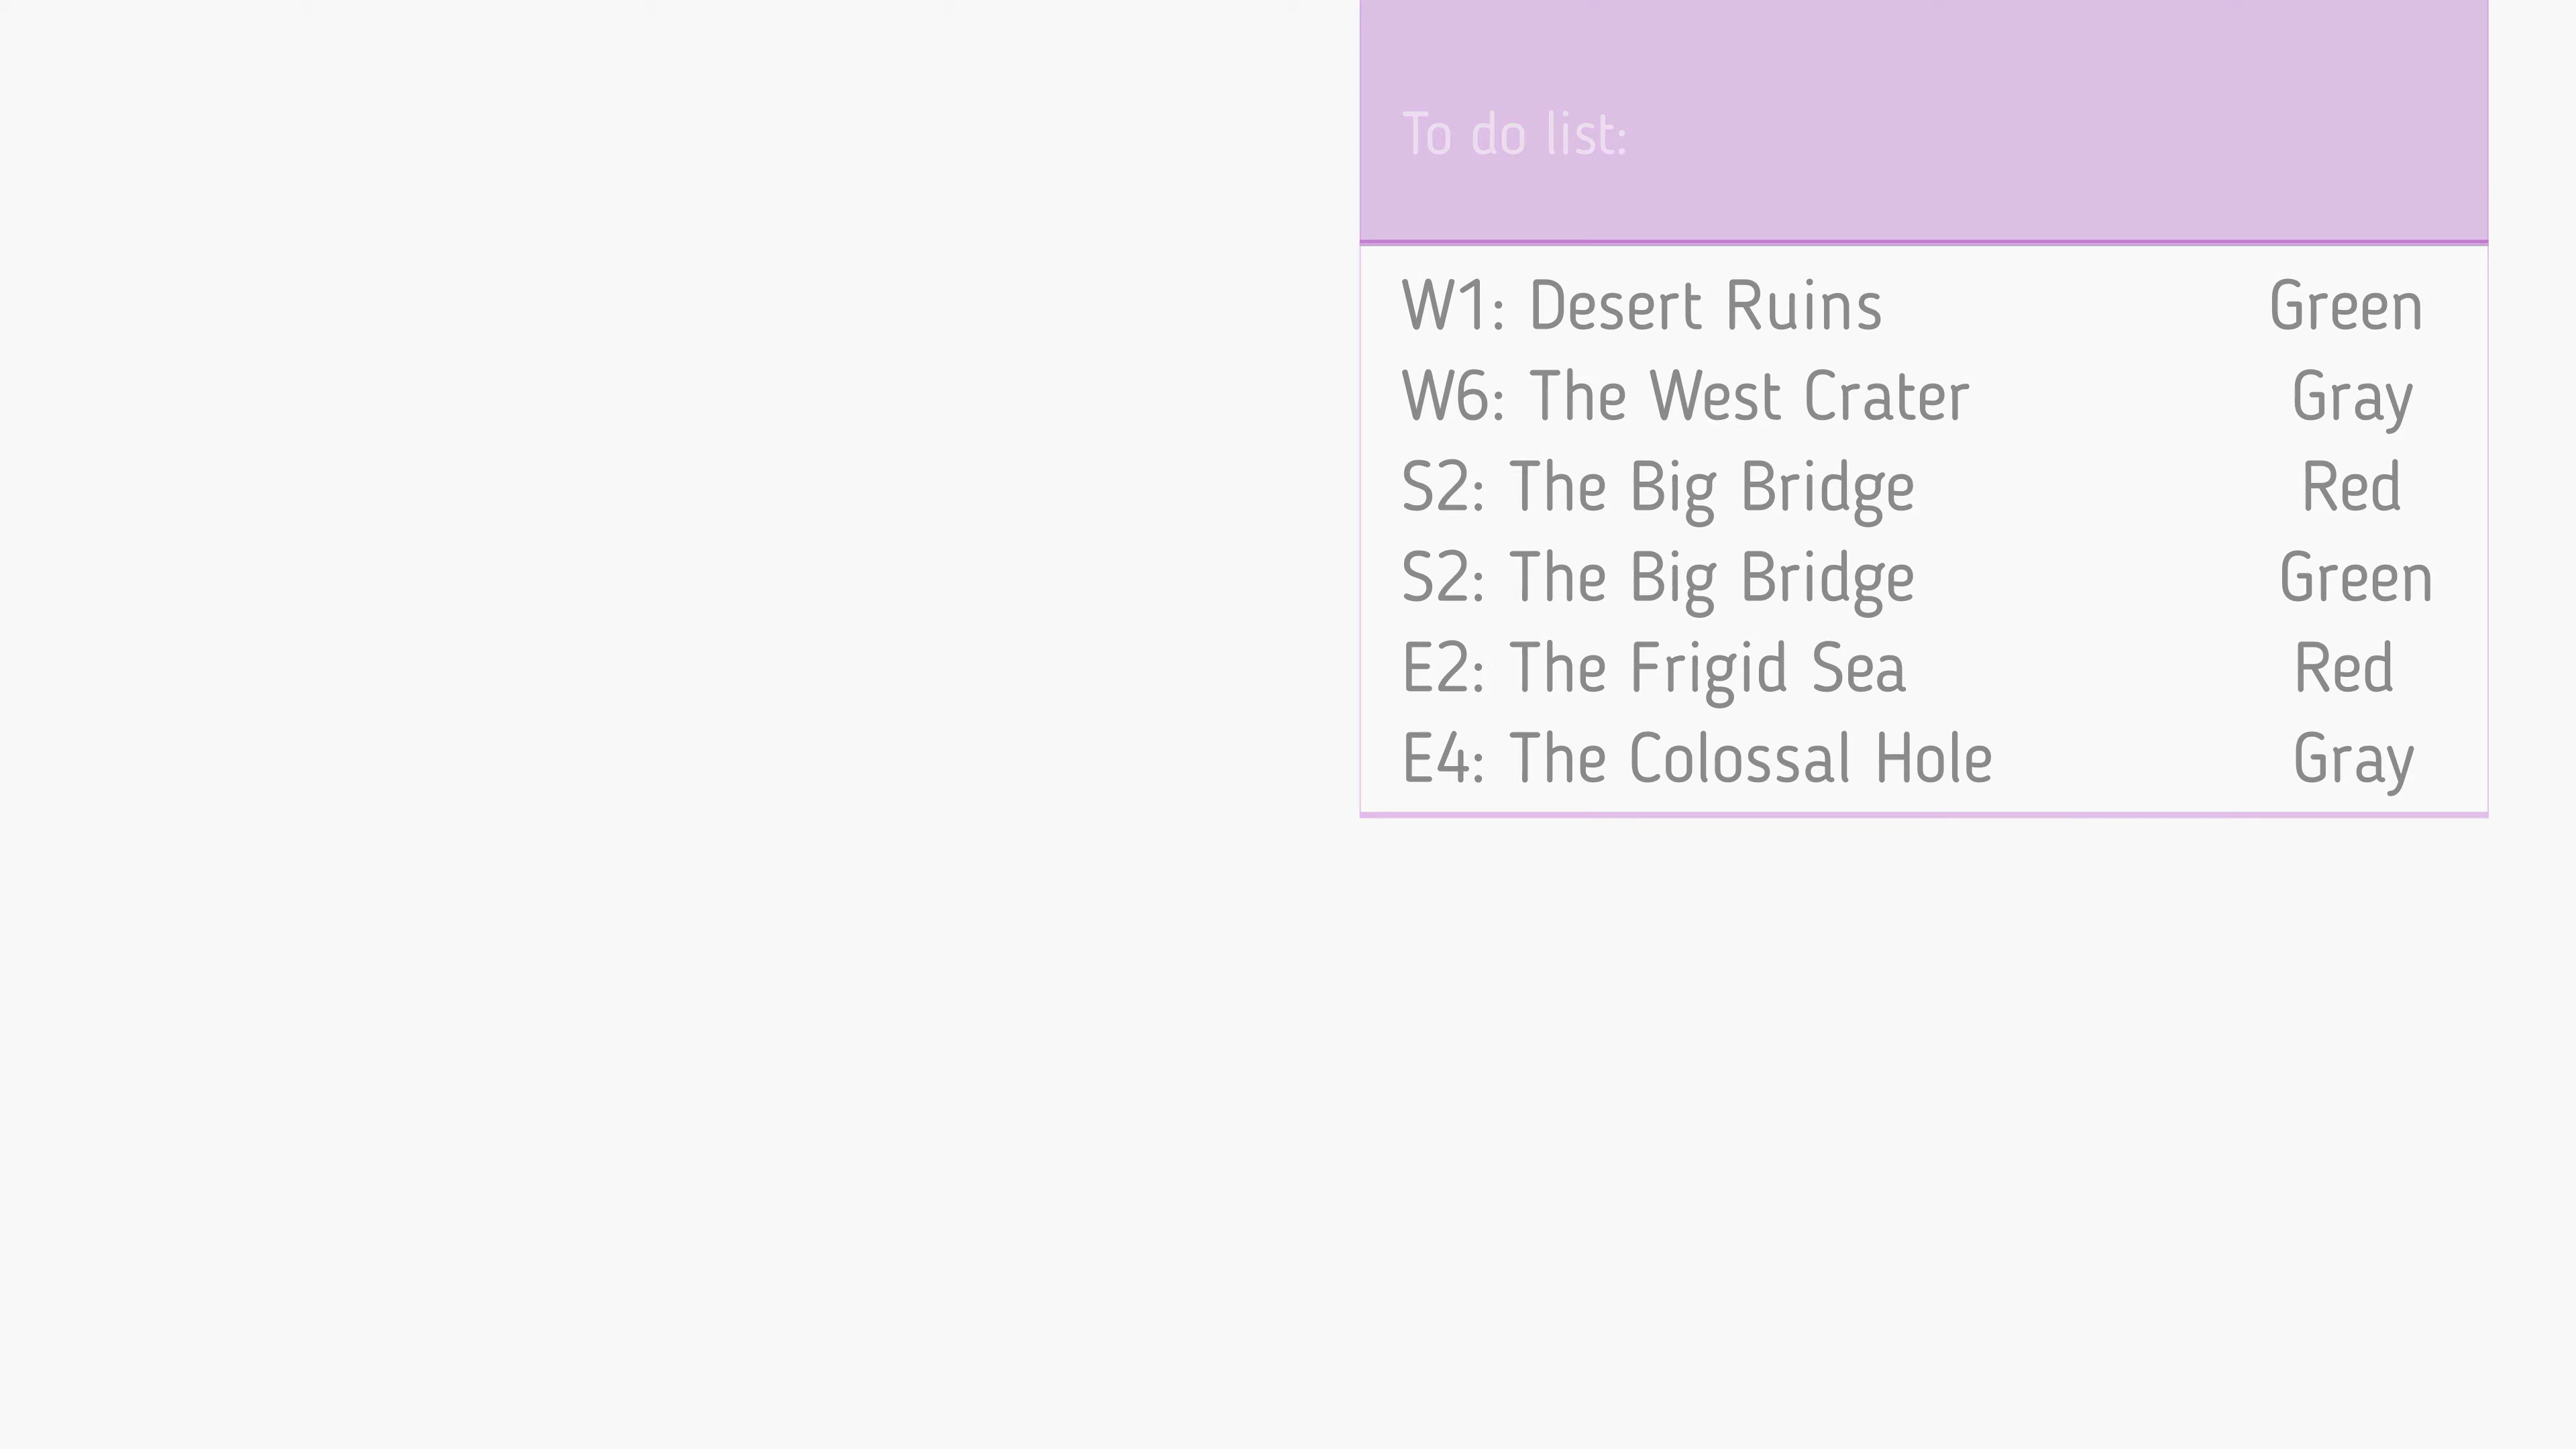 To do list:
W1: Desert Ruins Green
W6: The West Crater Gray
S2: The Big Bridge Red
S2: The Big Bridge Green
E2: The Frigid Sea Red
E4: The Colossal Hole Gray